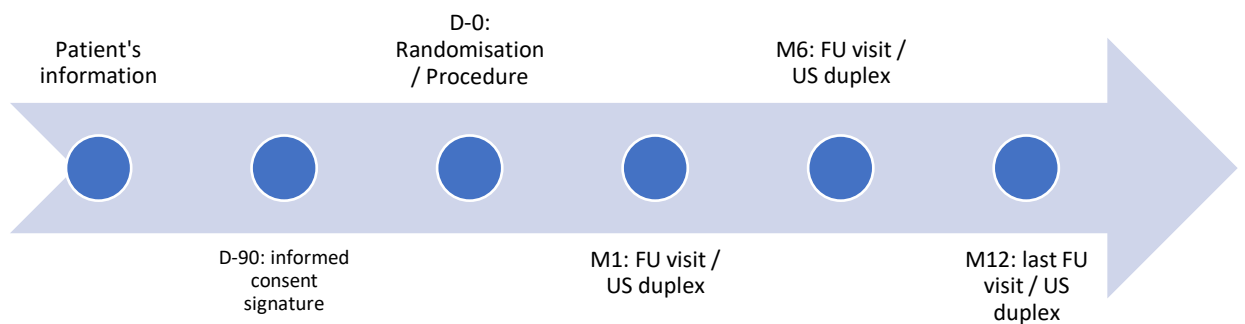 Patient's
information
D-90: informed
consent
signature
D-0:
Randomisation
/ Procedure
M1: FU visit /
US duplex
M6: FU visit /
US duplex
M12: last FU
visit / US
duplex